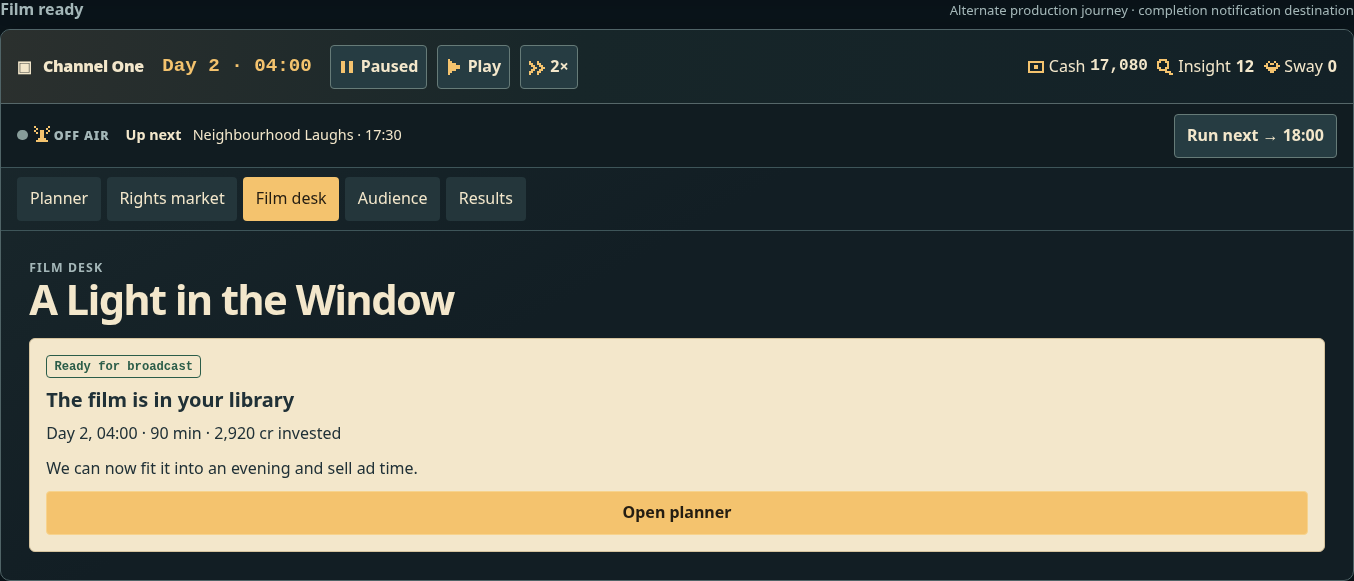 Film ready
Alternate production journey · completion notification destination
Channel One Day 2 · 04:00 Paused Play 2× Cash 17,080 Insight 12 Sway 0
OFF AIR Up next Neighbourhood Laughs · 17:30 Run next → 18:00
Planner Rights market Film desk Audience Results
FILM DESK
A Light in the Window
Ready for broadcast
The film is in your library
Day 2, 04:00 · 90 min · 2,920 cr invested
We can now fit it into an evening and sell ad time.
Open planner